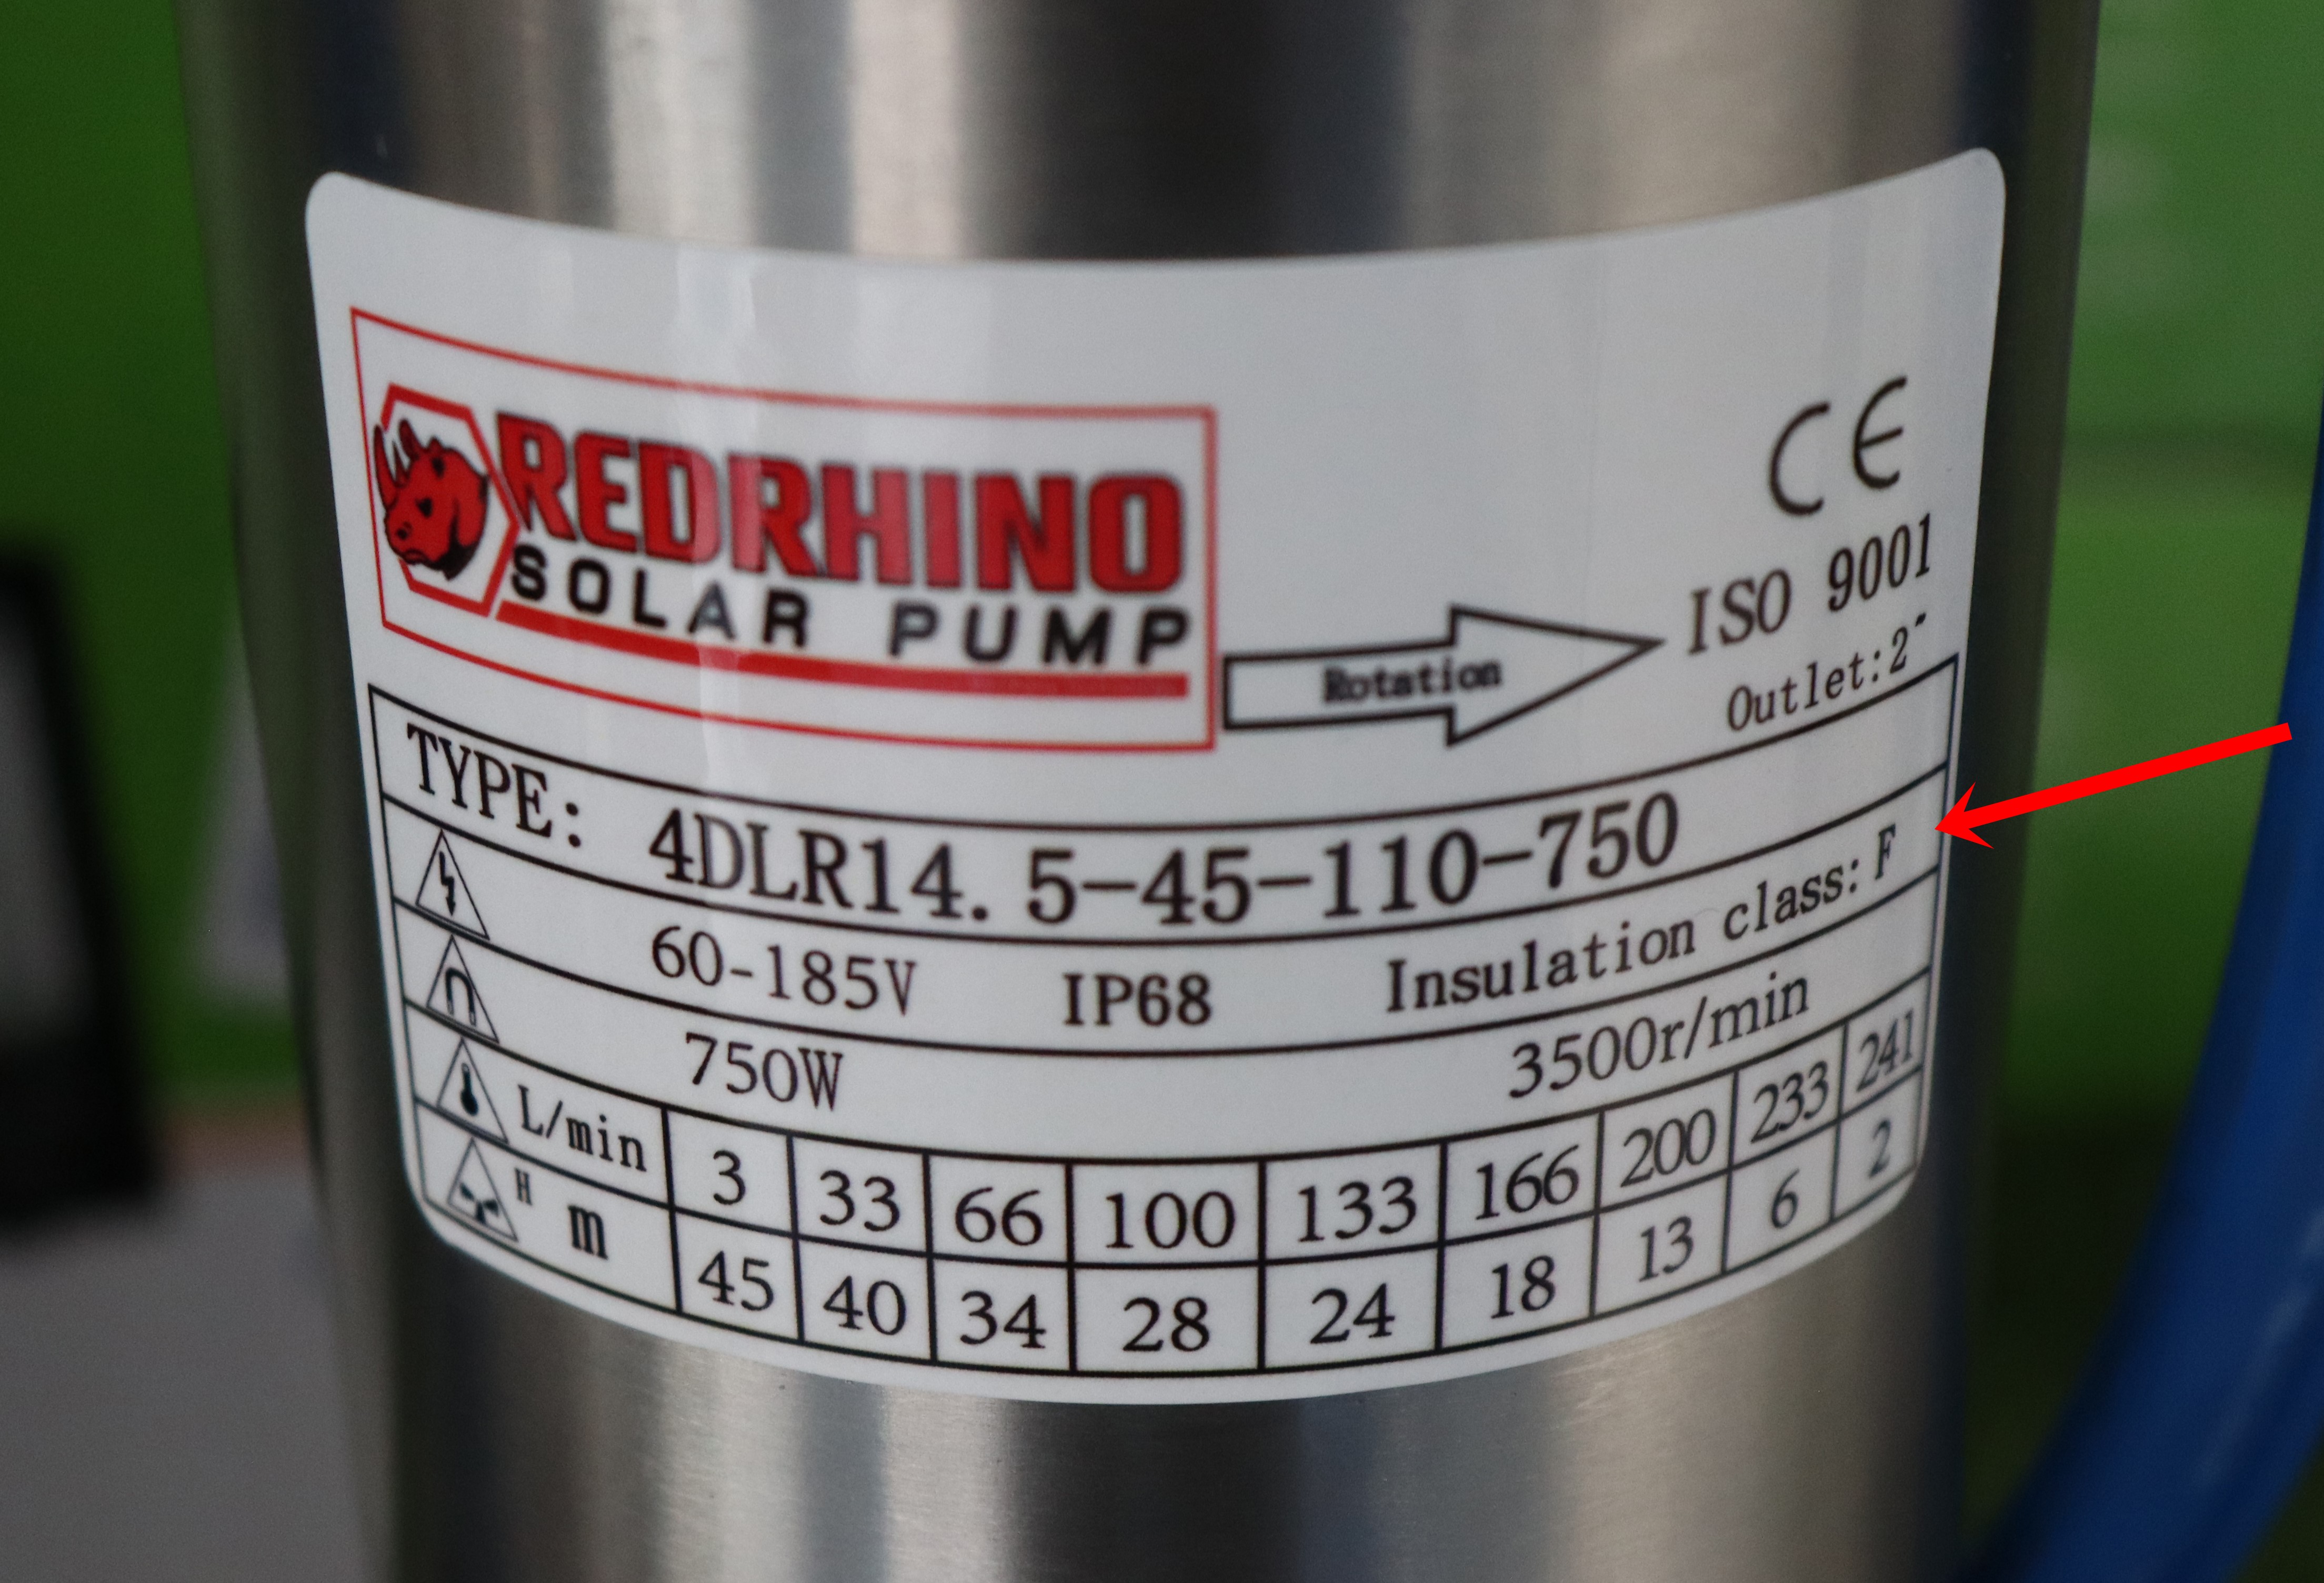 REDRHINO
SOLAR PUMP
Rotation
CE
ISO 9001
Outlet:2"
TYPE: 4DLR14.5-45-110-750
60-185V IP68 Insulation class: F
750W 3500r/min
L/min 3 33 66 100 133 166 200 233 241
H m 45 40 34 28 24 18 13 6 2